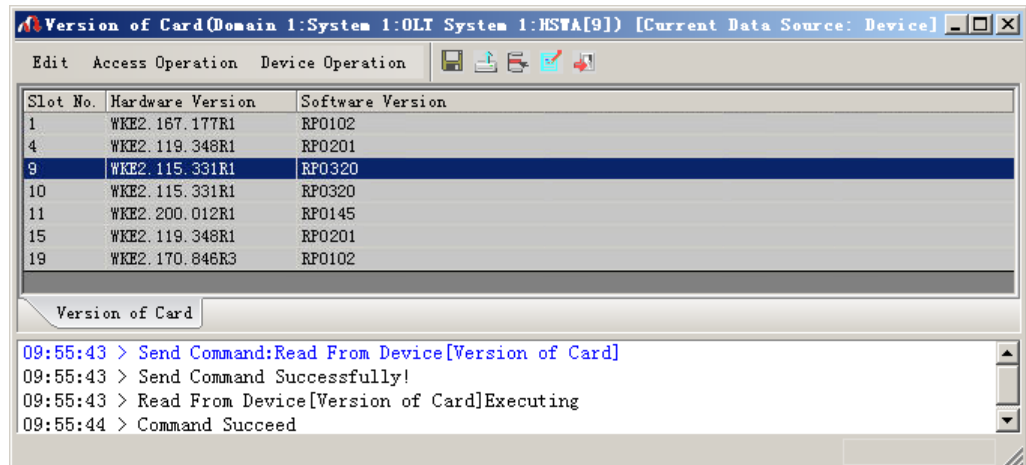 Version of Card(Domain 1:System 1:OLT System 1:HSWA[9]) [Current Data Source: Device]
Edit Access Operation Device Operation
Slot No. Hardware Version Software Version
1 WKE2.167.177R1 RP0102
4 WKE2.119.348R1 RP0201
9 WKE2.115.331R1 RP0320
10 WKE2.115.331R1 RP0320
11 WKE2.200.012R1 RP0145
15 WKE2.119.348R1 RP0201
19 WKE2.170.846R3 RP0102
Version of Card
09:55:43 > Send Command:Read From Device[Version of Card]
09:55:43 > Send Command Successfully!
09:55:43 > Read From Device[Version of Card]Executing
09:55:44 > Command Succeed